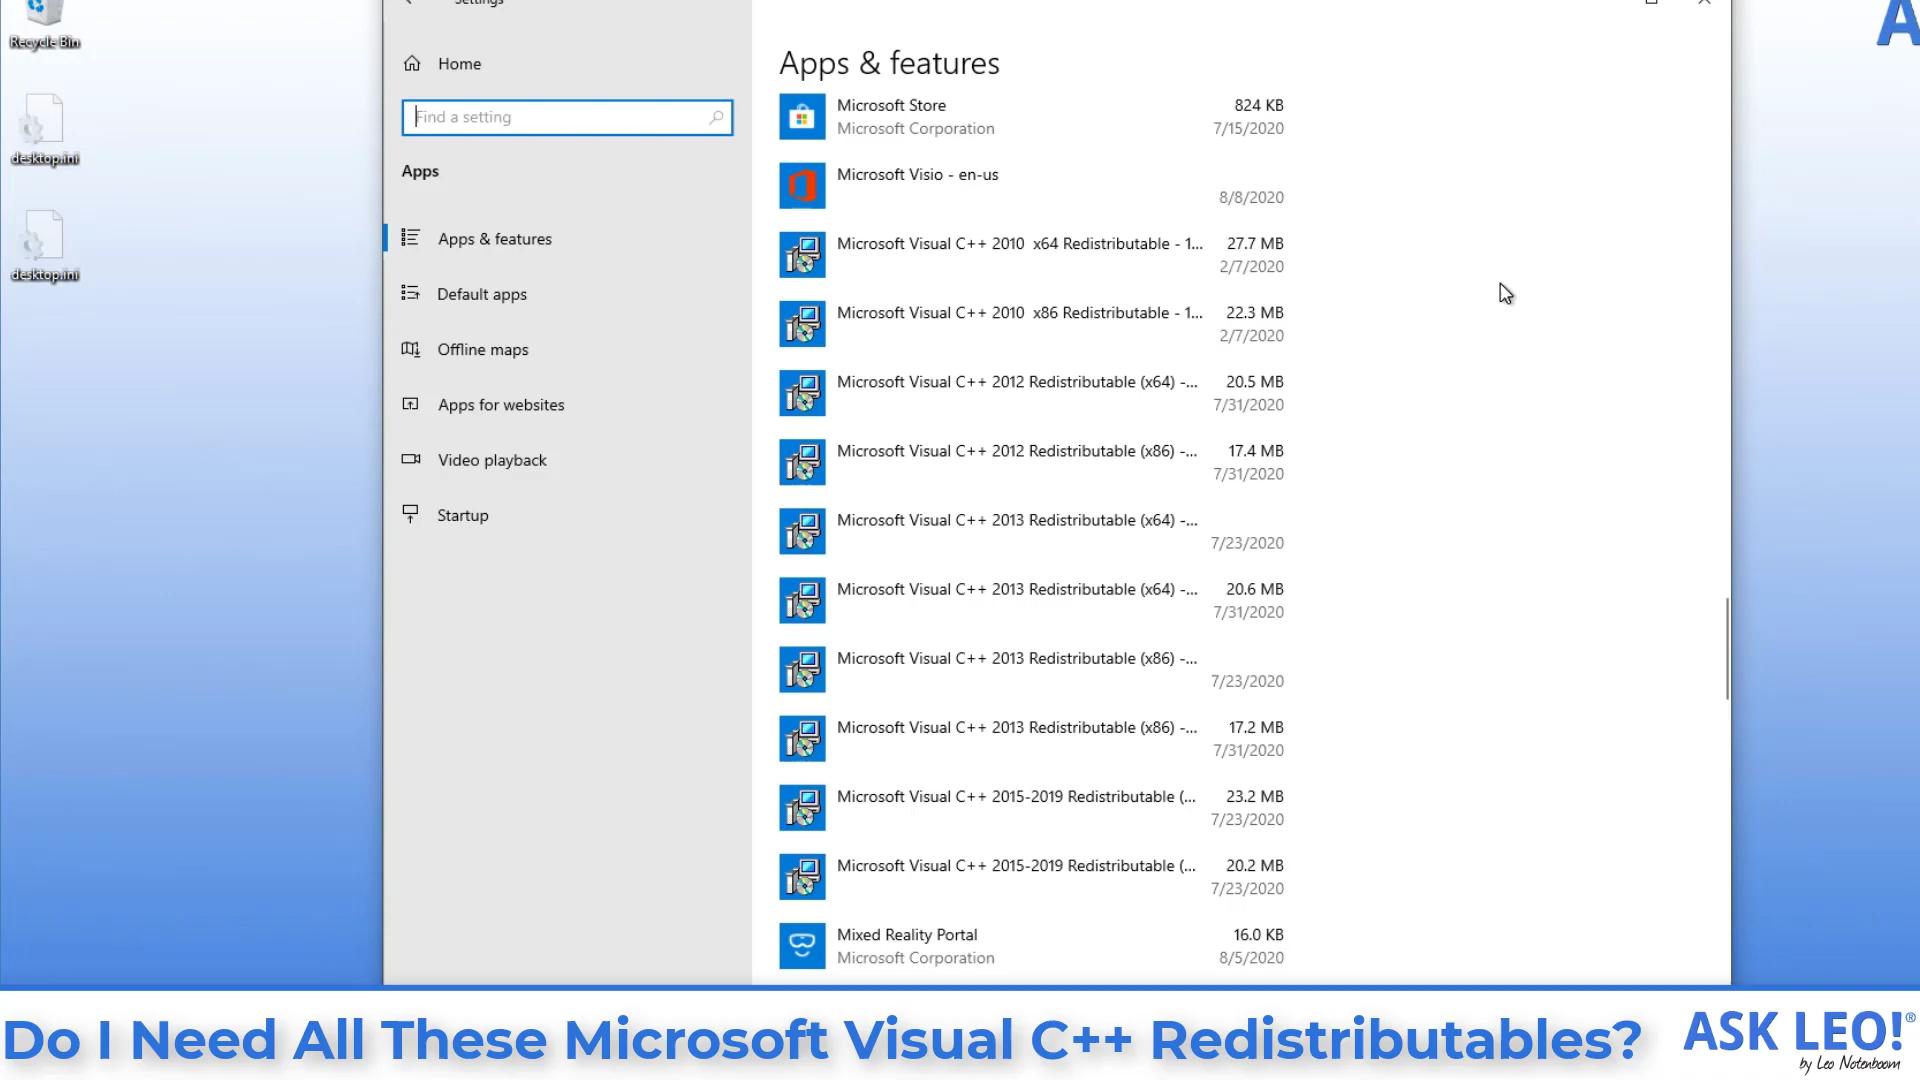 Settings
Recycle Bin
desktop.ini
desktop.ini
Home
Find a setting
Apps
Apps & features
Default apps
Offline maps
Apps for websites
Video playback
Startup
Apps & features
Microsoft Store 824 KB
Microsoft Corporation 7/15/2020
Microsoft Visio - en-us
8/8/2020
Microsoft Visual C++ 2010  x64 Redistributable - 1... 27.7 MB
2/7/2020
Microsoft Visual C++ 2010  x86 Redistributable - 1... 22.3 MB
2/7/2020
Microsoft Visual C++ 2012 Redistributable (x64) -... 20.5 MB
7/31/2020
Microsoft Visual C++ 2012 Redistributable (x86) -... 17.4 MB
7/31/2020
Microsoft Visual C++ 2013 Redistributable (x64) -...
7/23/2020
Microsoft Visual C++ 2013 Redistributable (x64) -... 20.6 MB
7/31/2020
Microsoft Visual C++ 2013 Redistributable (x86) -...
7/23/2020
Microsoft Visual C++ 2013 Redistributable (x86) -... 17.2 MB
7/31/2020
Microsoft Visual C++ 2015-2019 Redistributable (... 23.2 MB
7/23/2020
Microsoft Visual C++ 2015-2019 Redistributable (... 20.2 MB
7/23/2020
Mixed Reality Portal 16.0 KB
Microsoft Corporation 8/5/2020
A
Do I Need All These Microsoft Visual C++ Redistributables?
ASK LEO!®
by Leo Notenboom